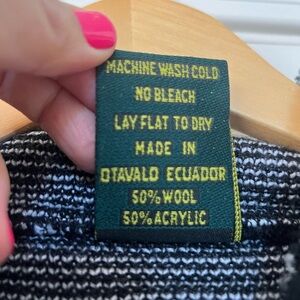 MACHINE WASH COLD
NO BLEACH
LAY FLAT TO DRY
MADE IN
OTAVALO ECUADOR
50% WOOL
50% ACRYLIC